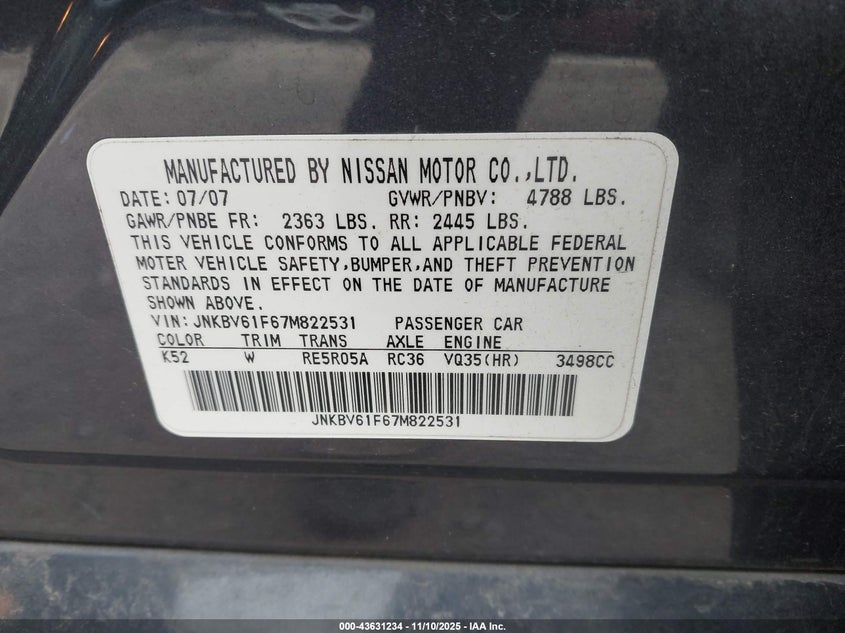 MANUFACTURED BY NISSAN MOTOR CO.,LTD.
DATE: 07/07 GVWR/PNBV: 4788 LBS.
GAWR/PNBE FR: 2363 LBS. RR: 2445 LBS.
THIS VEHICLE CONFORMS TO ALL APPLICABLE FEDERAL
MOTER VEHICLE SAFETY,BUMPER,AND THEFT PREVENTION
STANDARDS IN EFFECT ON THE DATE OF MANUFACTURE
SHOWN ABOVE.
VIN:JNKBV61F67M822531 PASSENGER CAR
COLOR TRIM TRANS AXLE ENGINE
K52 W RE5R05A RC36 VQ35(HR) 3498CC
JNKBV61F67M822531
000-43631234 — 11/10/2025 — IAA Inc.